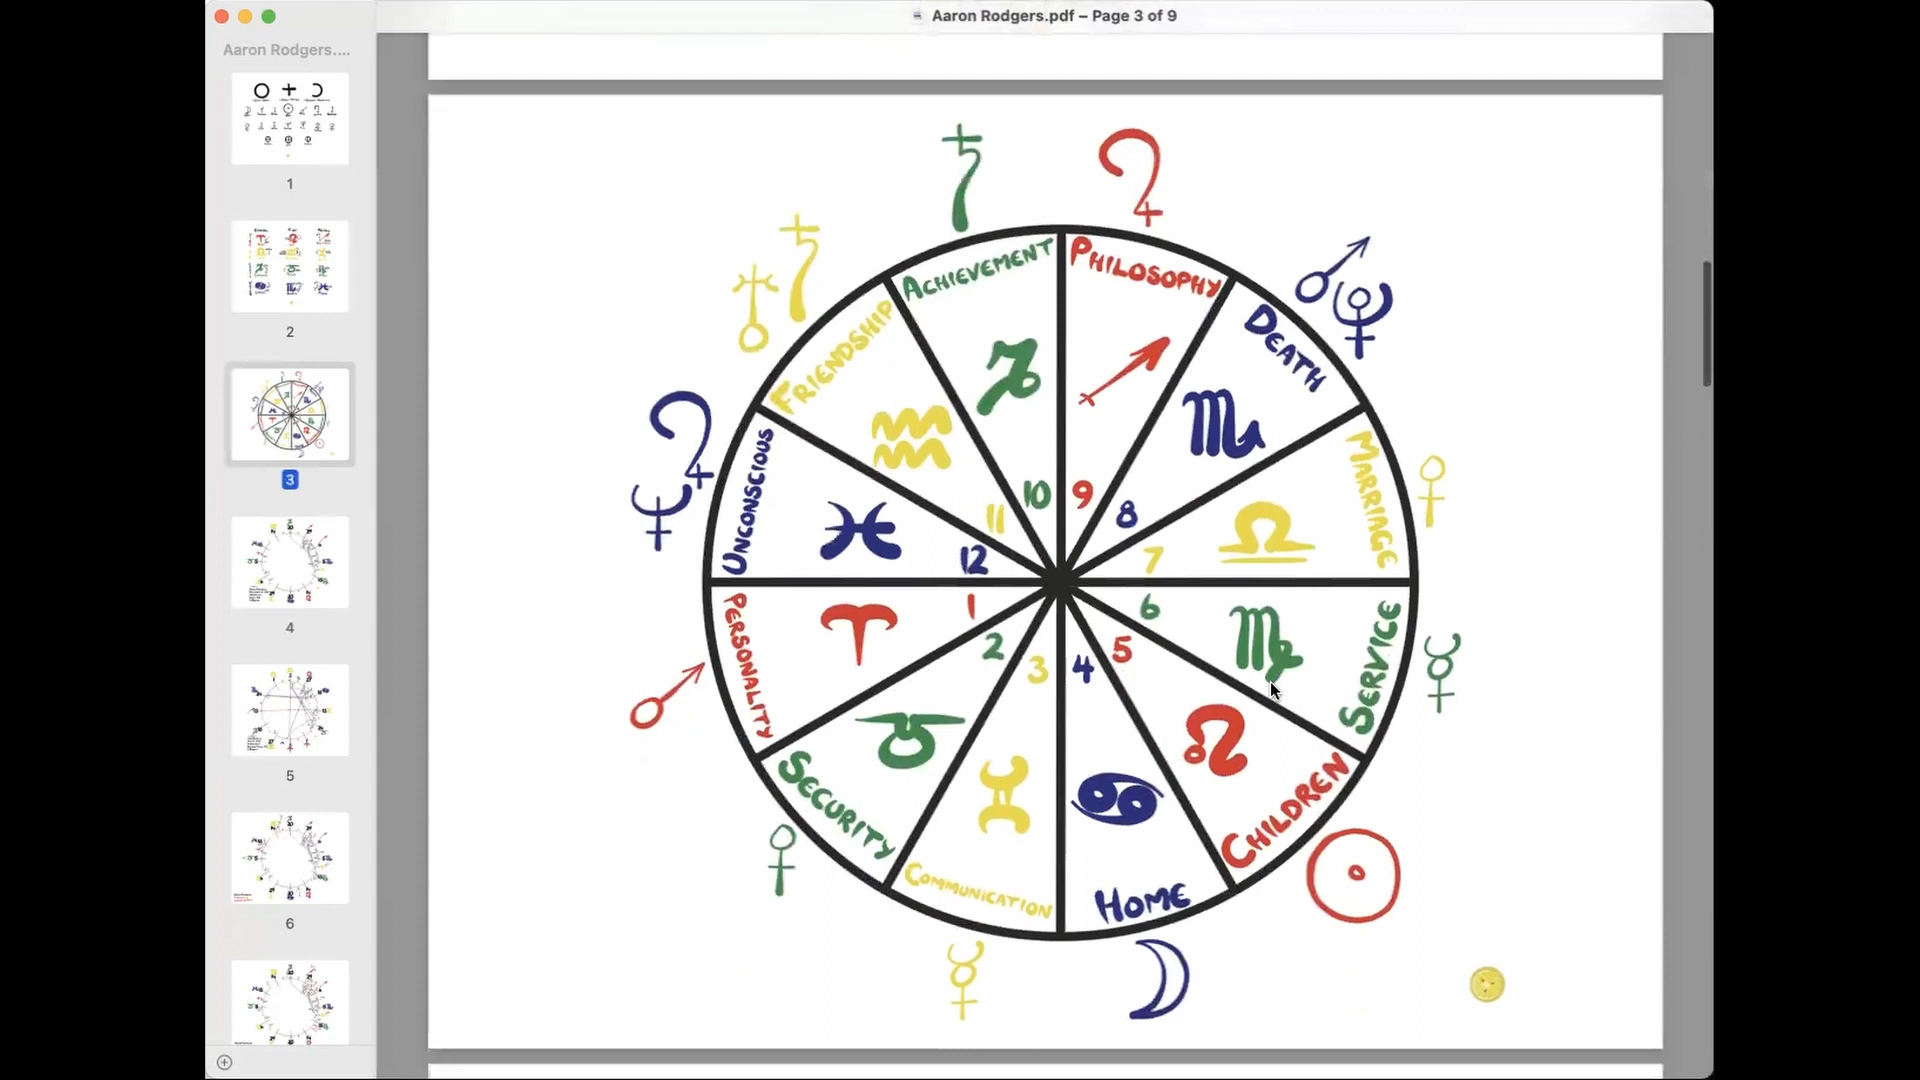 Aaron Rodgers.pdf – Page 3 of 9
Aaron Rodgers....
1
2
3
4
5
6
ACHIEVEMENT
PHILOSOPHY
FRIENDSHIP
DEATH
UNCONSCIOUS
MARRIAGE
10
9
11
8
12
7
1
6
2
5
3
4
PERSONALITY
SERVICE
SECURITY
CHILDREN
COMMUNICATION
HOME